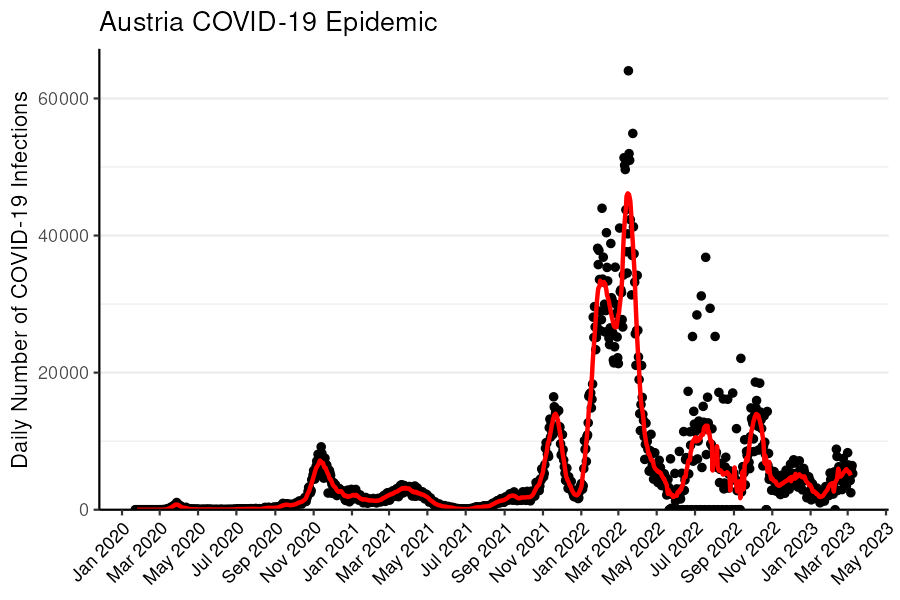 Austria COVID-19 Epidemic
Daily Number of COVID-19 Infections
60000
40000
20000
0
Jan 2020
Mar 2020
May 2020
Jul 2020
Sep 2020
Nov 2020
Jan 2021
Mar 2021
May 2021
Jul 2021
Sep 2021
Nov 2021
Jan 2022
Mar 2022
May 2022
Jul 2022
Sep 2022
Nov 2022
Jan 2023
Mar 2023
May 2023